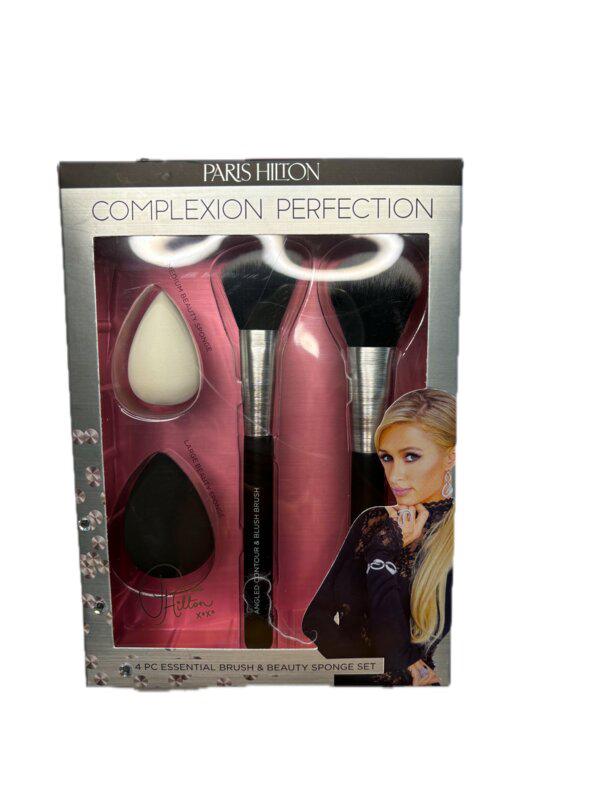 PARIS HILTON
COMPLEXION PERFECTION
MEDIUM BEAUTY SPONGE
LARGE BEAUTY SPONGE
ANGLED CONTOUR & BLUSH BRUSH
Hilton
x*x*
4 PC ESSENTIAL BRUSH & BEAUTY SPONGE SET